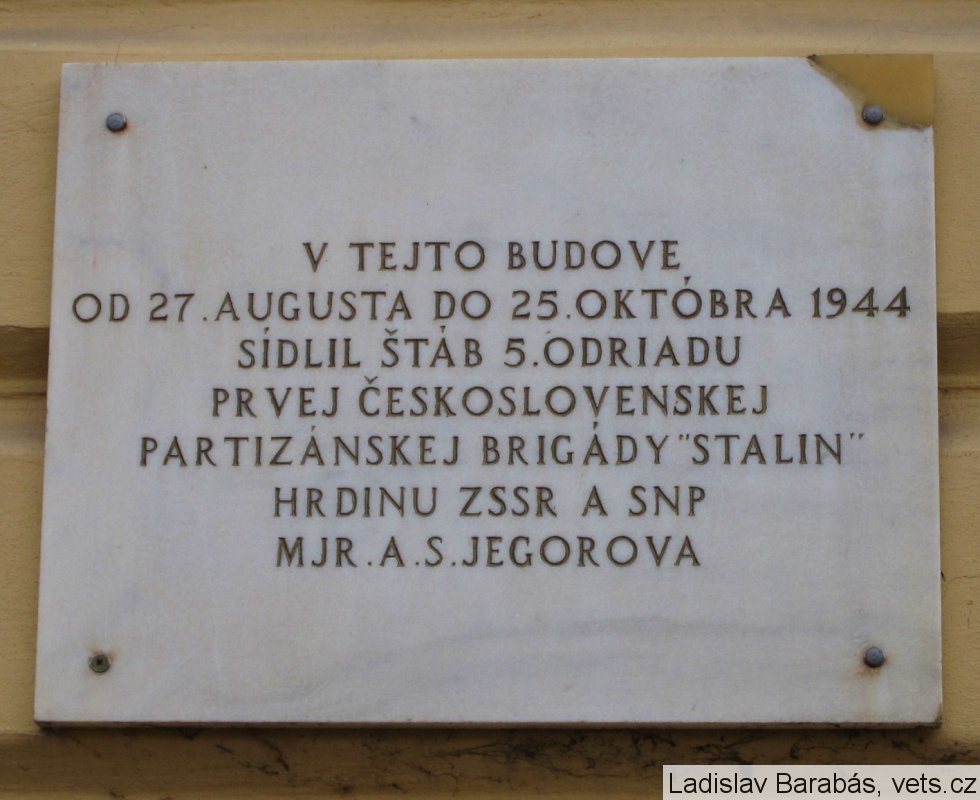 V TEJTO BUDOVE
OD 27. AUGUSTA DO 25. OKTÓBRA 1944
SÍDLIL ŠTÁB 5. ODRIADU
PRVEJ ČESKOSLOVENSKEJ
PARTIZÁNSKEJ BRIGÁDY "STALIN"
HRDINU ZSSR A SNP
MJR. A. S. JEGOROVA
Ladislav Barabás, vets.cz